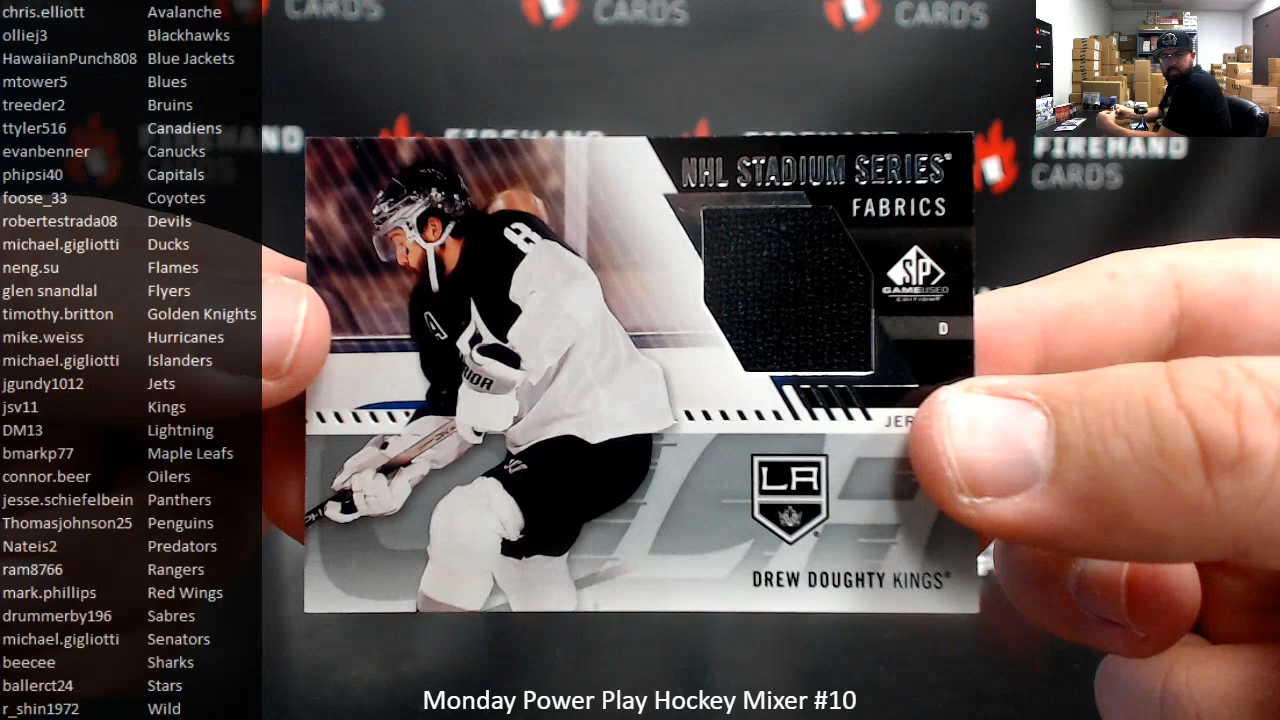 chris.elliott Avalanche
olliej3 Blackhawks
HawaiianPunch808 Blue Jackets
mtower5 Blues
treeder2 Bruins
ttyler516 Canadiens
evanbenner Canucks
phipsi40 Capitals
foose_33 Coyotes
robertestrada08 Devils
michael.gigliotti Ducks
neng.su Flames
glen snandlal Flyers
timothy.britton Golden Knights
mike.weiss Hurricanes
michael.gigliotti Islanders
jgundy1012 Jets
jsv11 Kings
DM13 Lightning
bmarkp77 Maple Leafs
connor.beer Oilers
jesse.schiefelbein Panthers
Thomasjohnson25 Penguins
Nateis2 Predators
ram8766 Rangers
mark.phillips Red Wings
drummerby196 Sabres
michael.gigliotti Senators
beecee Sharks
ballerct24 Stars
r_shin1972 Wild
CARDS
CARDS
CARDS
FIREHAND
CARDS
NHL STADIUM SERIES
FABRICS
SP
GAME USED
EDITION
D
8
LA
DREW DOUGHTY KINGS
Monday Power Play Hockey Mixer #10